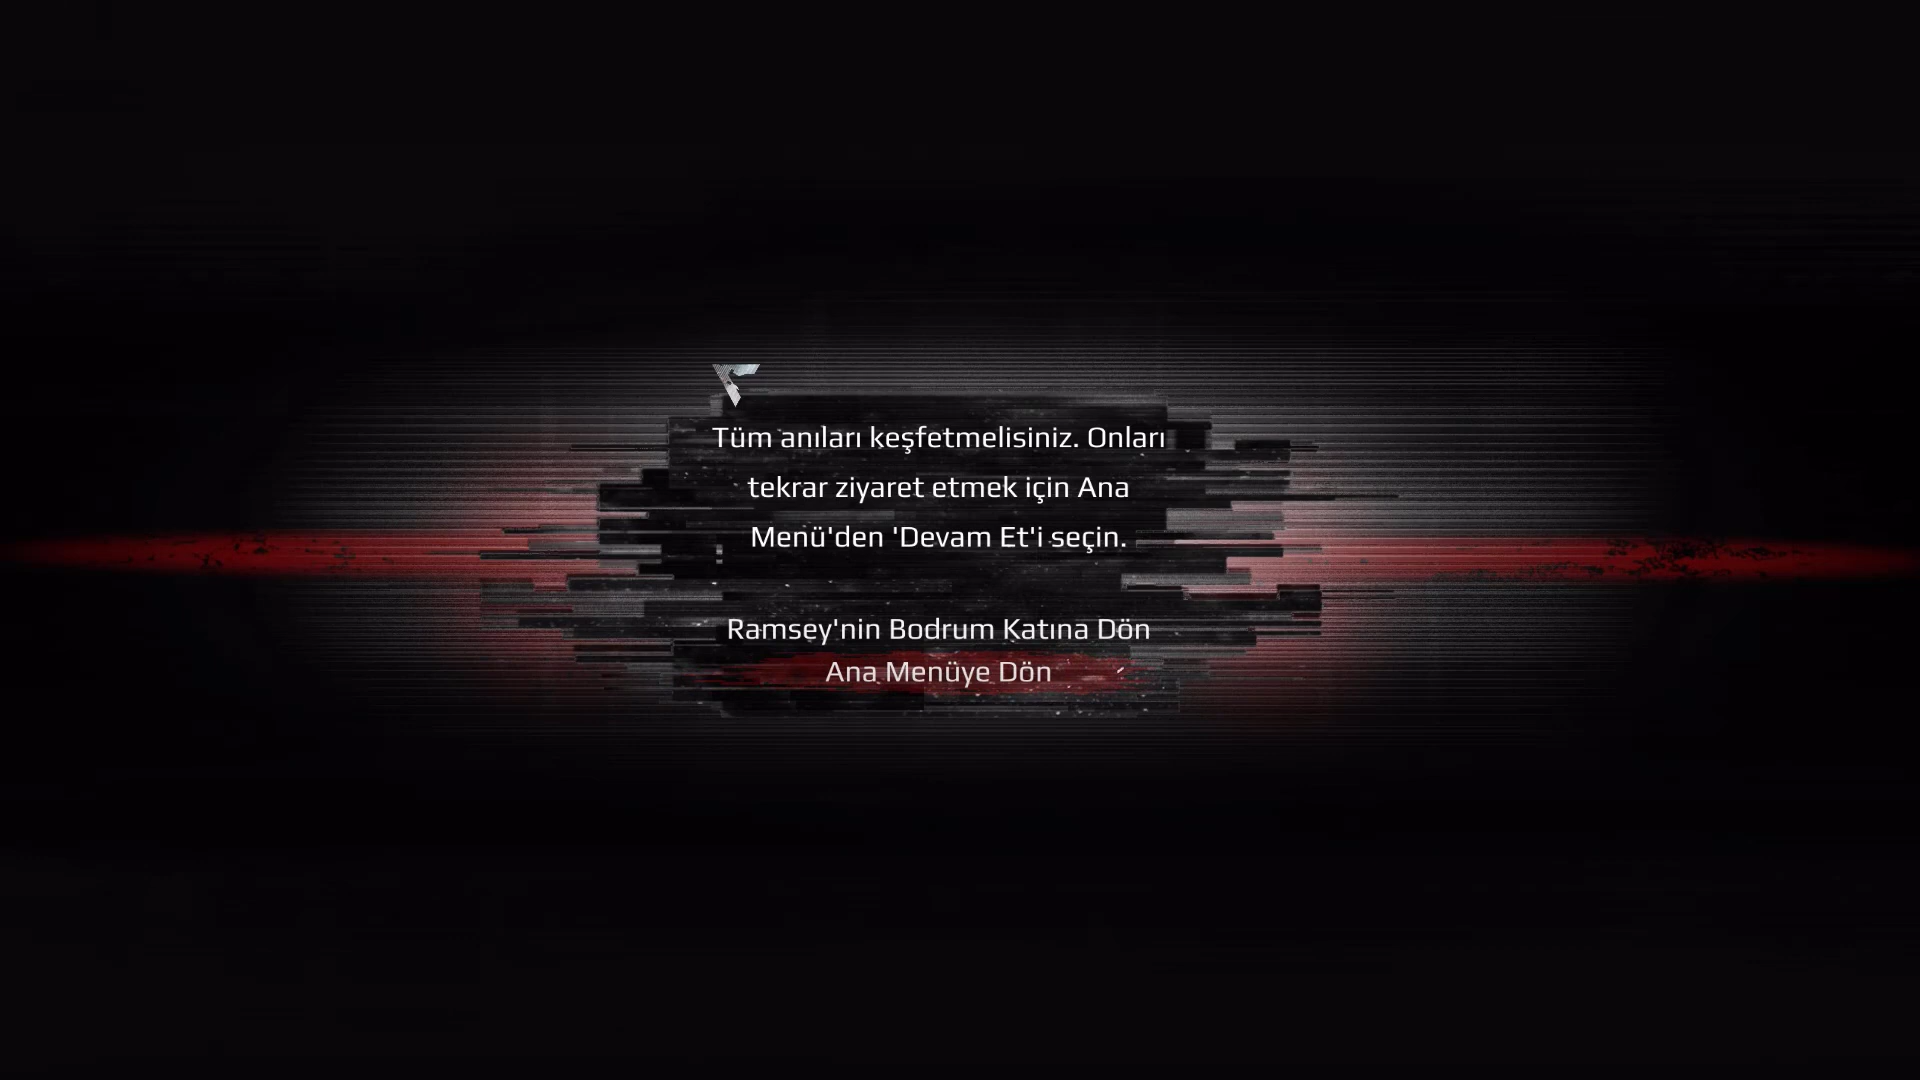 Tüm anıları keşfetmelisiniz. Onları
tekrar ziyaret etmek için Ana
Menü'den 'Devam Et'i seçin.
Ramsey'nin Bodrum Katına Dön
Ana Menüye Dön